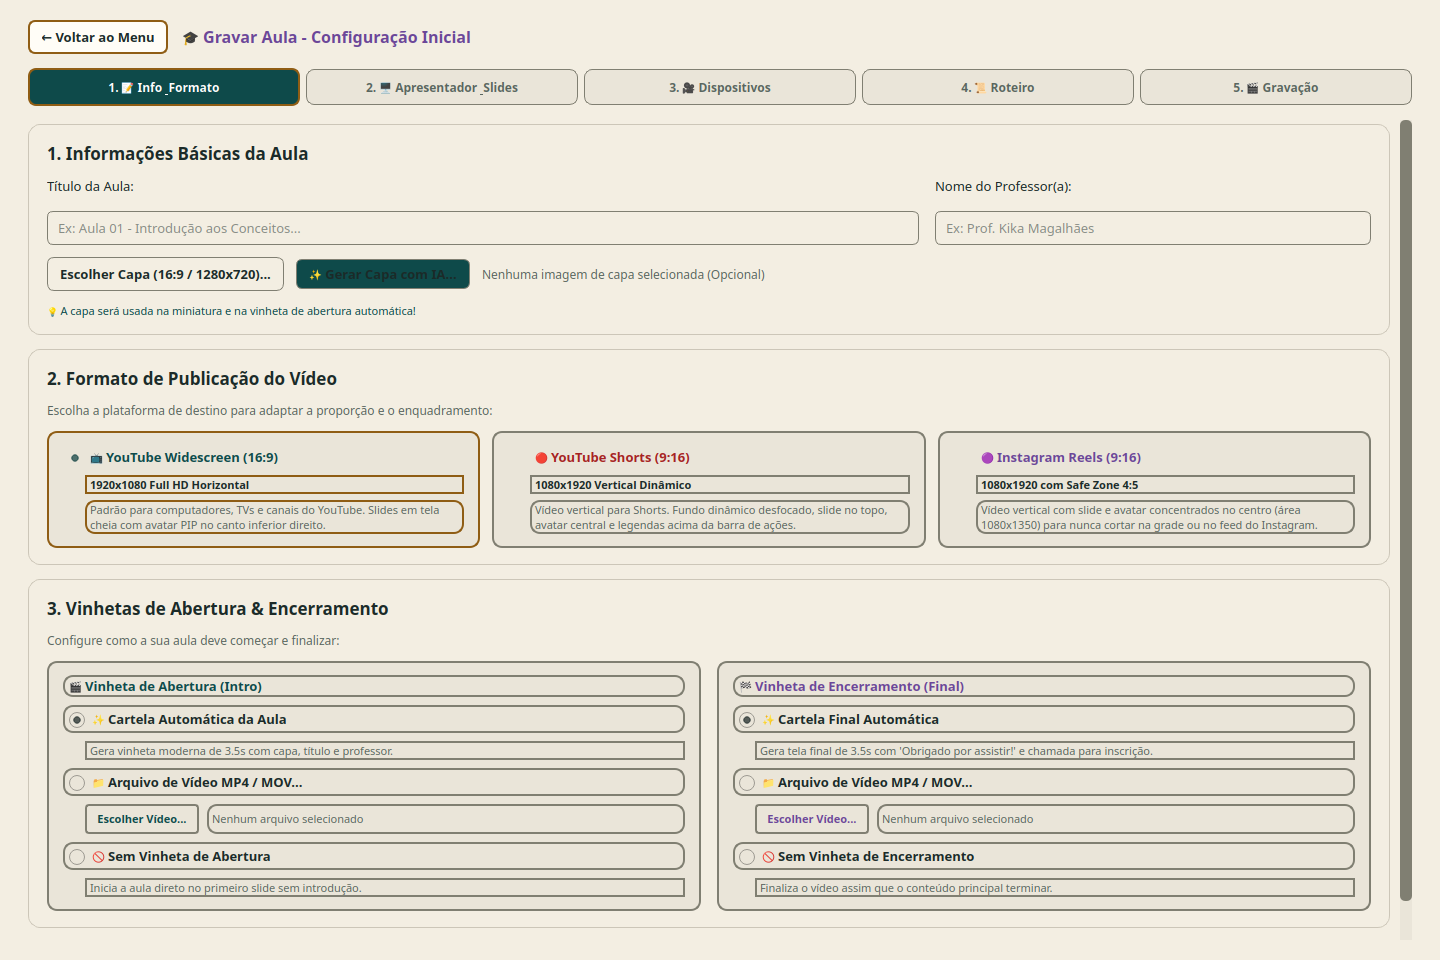 ← Voltar ao Menu
🎓 Gravar Aula - Configuração Inicial
1. 📝 Info _Formato
2. 🖥️ Apresentador _Slides
3. 🎥 Dispositivos
4. 📜 Roteiro
5. 🎬 Gravação
1. Informações Básicas da Aula
Título da Aula:
Nome do Professor(a):
Ex: Aula 01 - Introdução aos Conceitos...
Ex: Prof. Kika Magalhães
Escolher Capa (16:9 / 1280x720)...
✨ Gerar Capa com IA...
Nenhuma imagem de capa selecionada (Opcional)
💡 A capa será usada na miniatura e na vinheta de abertura automática!
2. Formato de Publicação do Vídeo
Escolha a plataforma de destino para adaptar a proporção e o enquadramento:
📺 YouTube Widescreen (16:9)
1920x1080 Full HD Horizontal
Padrão para computadores, TVs e canais do YouTube. Slides em tela
cheia com avatar PIP no canto inferior direito.
🔴 YouTube Shorts (9:16)
1080x1920 Vertical Dinâmico
Vídeo vertical para Shorts. Fundo dinâmico desfocado, slide no topo,
avatar central e legendas acima da barra de ações.
🟣 Instagram Reels (9:16)
1080x1920 com Safe Zone 4:5
Vídeo vertical com slide e avatar concentrados no centro (área
1080x1350) para nunca cortar na grade ou no feed do Instagram.
3. Vinhetas de Abertura & Encerramento
Configure como a sua aula deve começar e finalizar:
🎬 Vinheta de Abertura (Intro)
✨ Cartela Automática da Aula
Gera vinheta moderna de 3.5s com capa, título e professor.
📁 Arquivo de Vídeo MP4 / MOV...
Escolher Vídeo...
Nenhum arquivo selecionado
🚫 Sem Vinheta de Abertura
Inicia a aula direto no primeiro slide sem introdução.
🏁 Vinheta de Encerramento (Final)
✨ Cartela Final Automática
Gera tela final de 3.5s com 'Obrigado por assistir!' e chamada para inscrição.
📁 Arquivo de Vídeo MP4 / MOV...
Escolher Vídeo...
Nenhum arquivo selecionado
🚫 Sem Vinheta de Encerramento
Finaliza o vídeo assim que o conteúdo principal terminar.